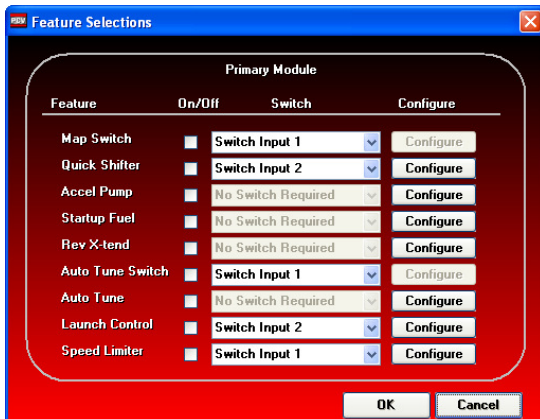 PCV Feature Selections
Primary Module
Feature On/Off Switch Configure
Map Switch Switch Input 1 Configure
Quick Shifter Switch Input 2 Configure
Accel Pump No Switch Required Configure
Startup Fuel No Switch Required Configure
Rev X-tend No Switch Required Configure
Auto Tune Switch Switch Input 1 Configure
Auto Tune No Switch Required Configure
Launch Control Switch Input 2 Configure
Speed Limiter Switch Input 1 Configure
OK Cancel